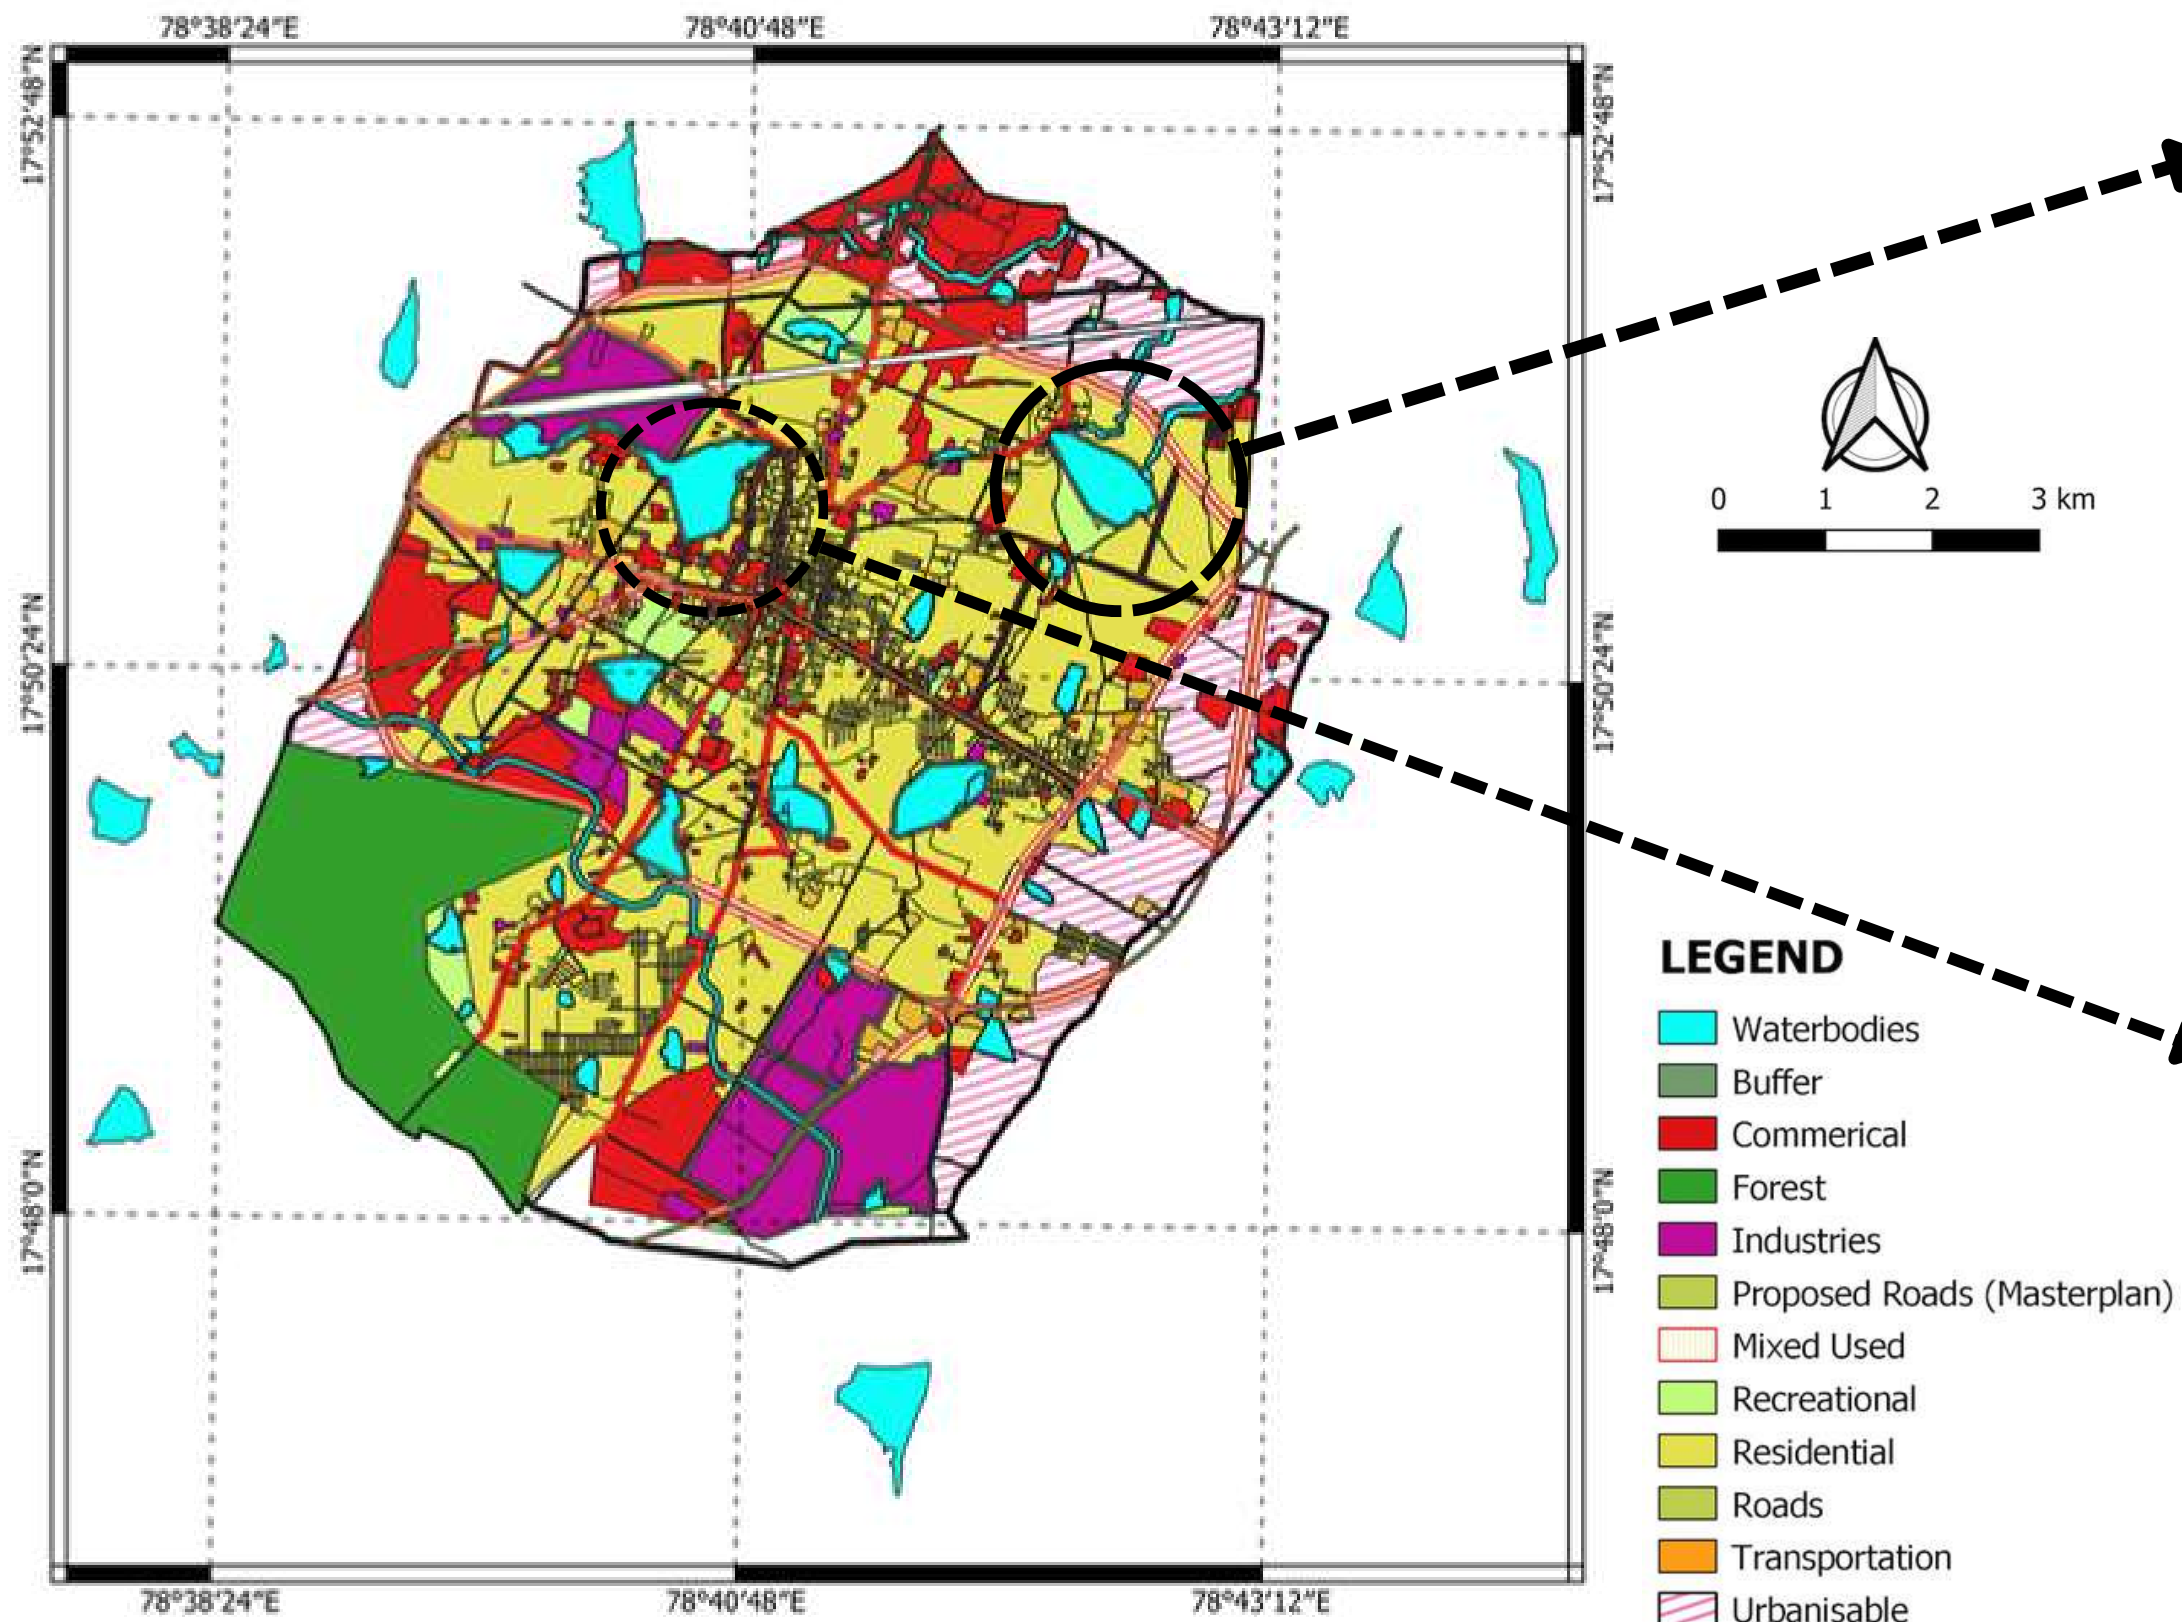 78°38'24"E 78°40'48"E 78°43'12"E
17°52'48"N
17°52'48"N
0 1 2 3 km
17°50'24"N
17°50'24"N
LEGEND
Waterbodies
Buffer
Commerical
Forest
17°48'0"N
17°48'0"N
Industries
Proposed Roads (Masterplan)
Mixed Used
Recreational
Residential
Roads
Transportation
78°38'24"E 78°40'48"E 78°43'12"E
Urbanisable